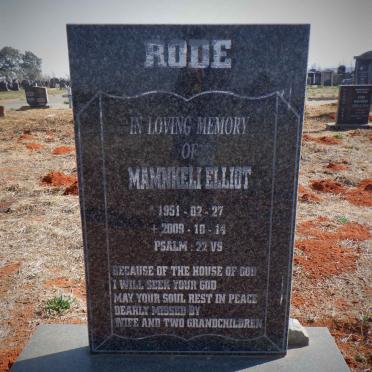 RODE
IN LOVING MEMORY
OF
MAMNKELI ELLIOT
* 1951 - 02 - 27
+ 2009 - 10 - 14
PSALM : 22 V9
BECAUSE OF THE HOUSE OF GOD
I WILL SEEK YOUR GOD
MAY YOUR SOUL REST IN PEACE
DEARLY MISSED BY
WIFE AND TWO GRANDCHILDREN